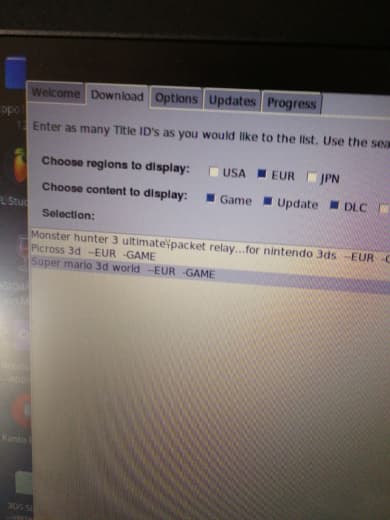 Welcome
Download
Options
Updates
Progress
Enter as many Title ID's as you would like to the list. Use the sea
Choose regions to display:
USA
EUR
JPN
Choose content to display:
Game
Update
DLC
Selection:
Monster hunter 3 ultimate packet relay...for nintendo 3ds --EUR -G
Picross 3d --EUR -GAME
Super mario 3d world --EUR -GAME